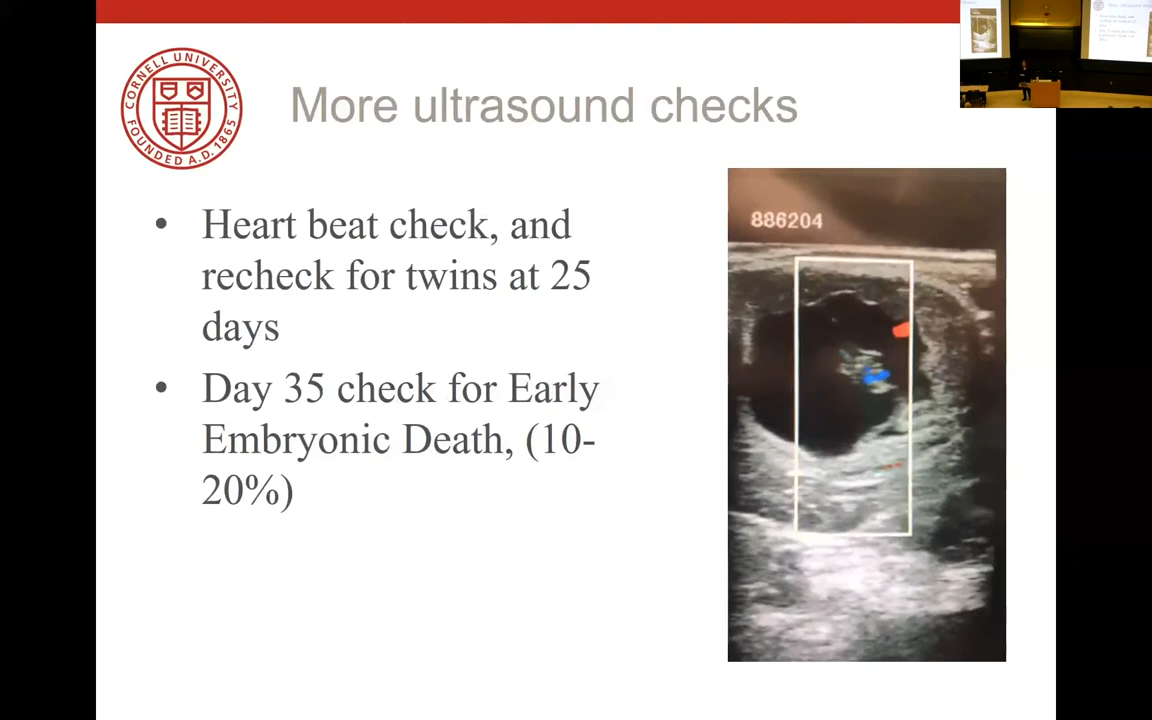 CORNELL UNIVERSITY
FOUNDED A.D. 1865
More ultrasound checks
• Heart beat check, and
recheck for twins at 25
days
• Day 35 check for Early
Embryonic Death, (10-
20%)
886204